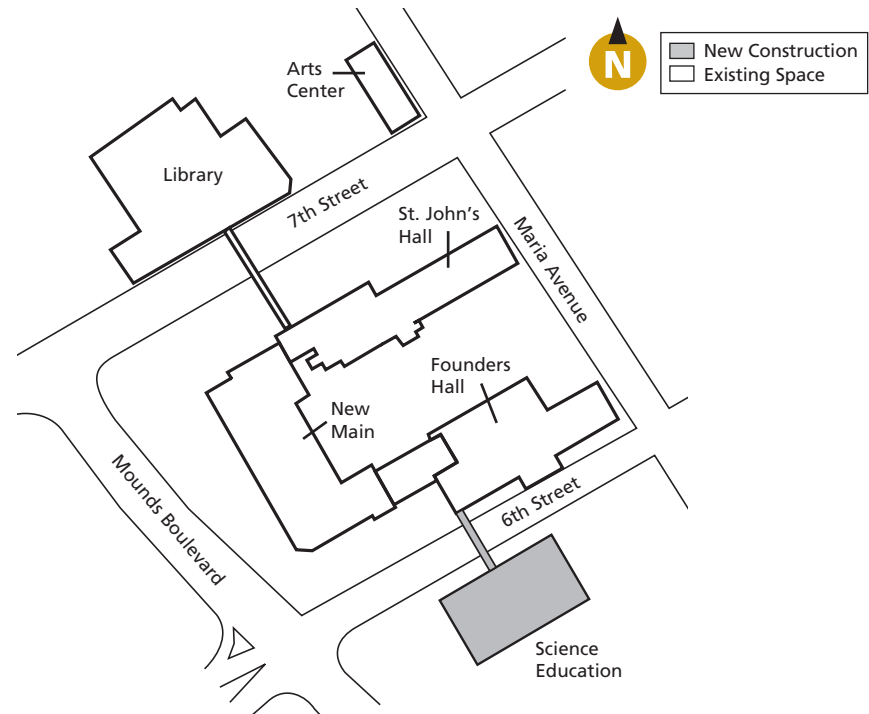 Arts
Center
N
New Construction
Existing Space
Library
7th Street
St. John's
Hall
Maria Avenue
Founders
Hall
New
Main
Mounds Boulevard
6th Street
Science
Education